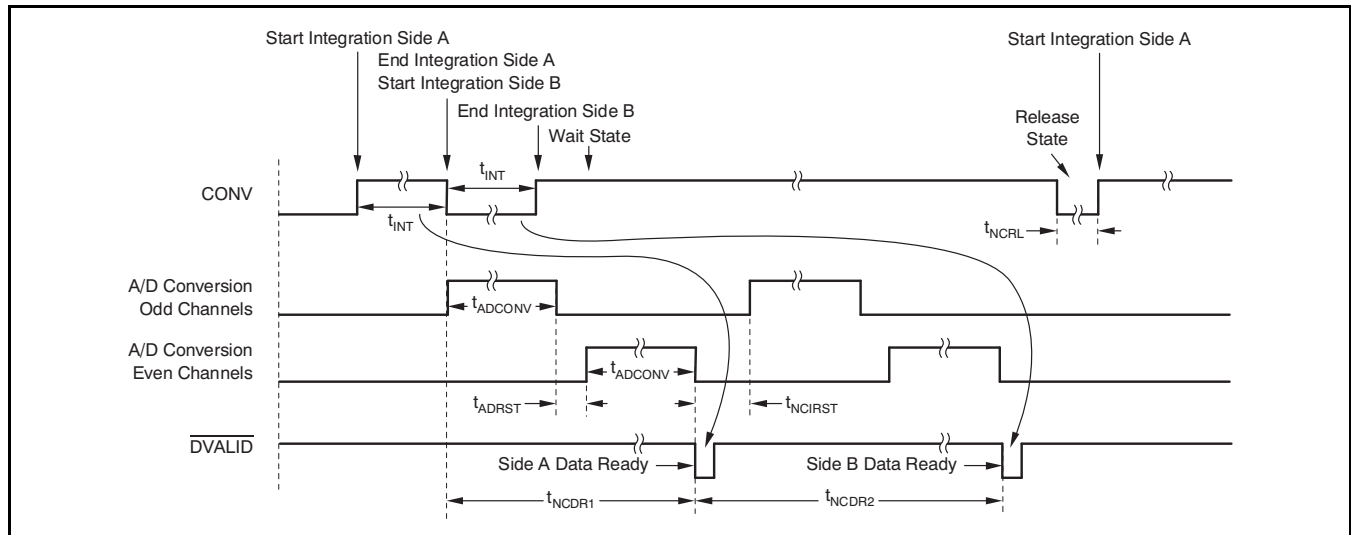 Start Integration Side A
End Integration Side A
Start Integration Side B
End Integration Side B
Wait State
Release
State
Start Integration Side A
CONV
tINT
tINT
tNCRL
A/D Conversion
Odd Channels
tADCONV
A/D Conversion
Even Channels
tADCONV
tADRST
tNCIRST
DVALID
Side A Data Ready
Side B Data Ready
tNCDR1
tNCDR2